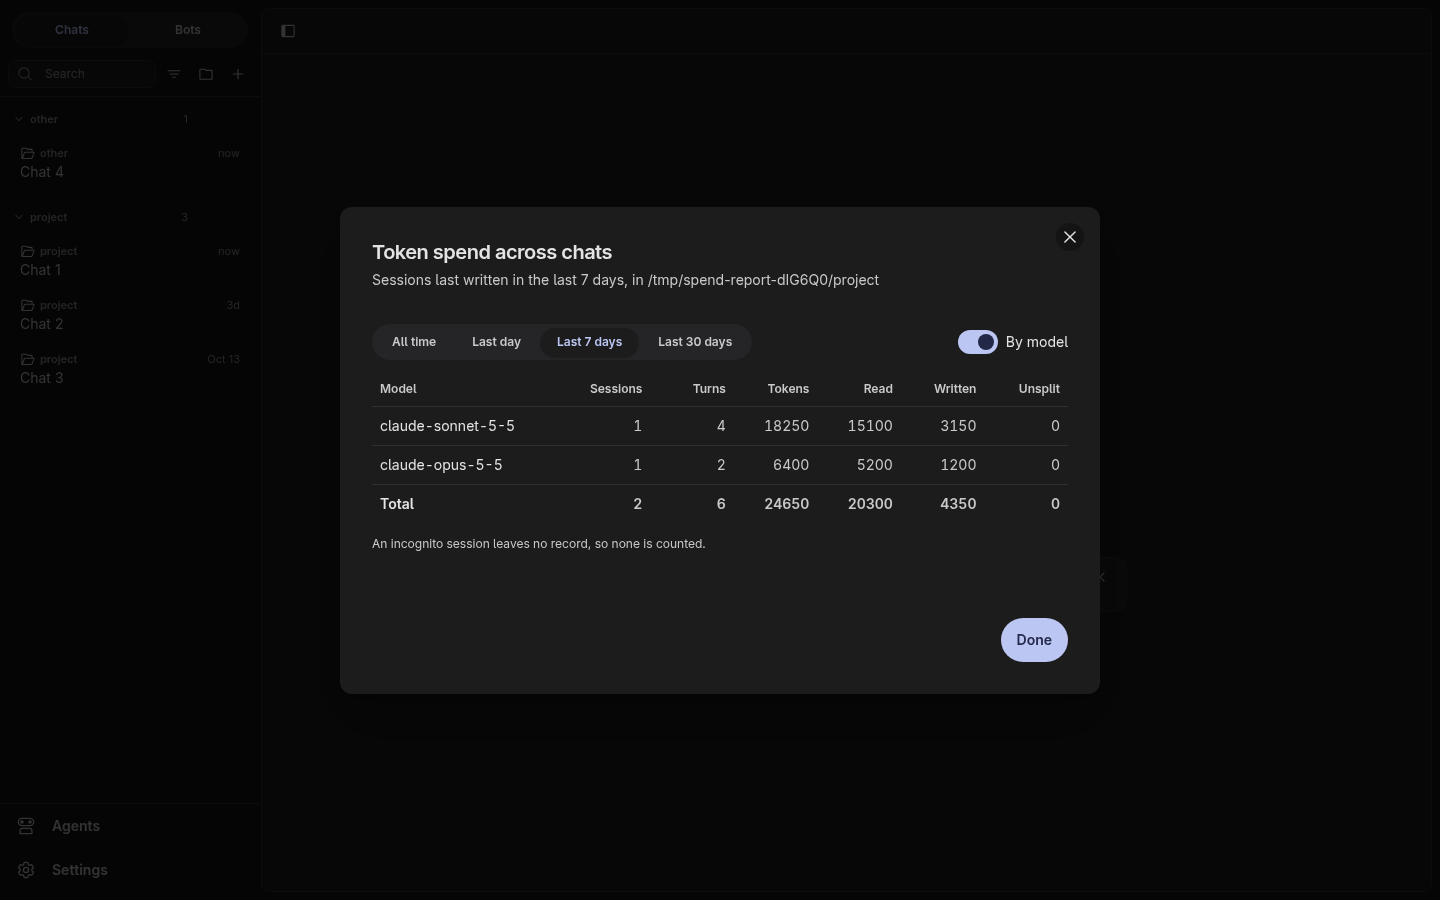 Chats Bots
Search
other 1
other now
Chat 4
project 3
project now
Chat 1
project 3d
Chat 2
project Oct 13
Chat 3
Agents
Settings
Token spend across chats
Sessions last written in the last 7 days, in /tmp/spend-report-dIG6Q0/project
All time Last day Last 7 days Last 30 days By model
Model Sessions Turns Tokens Read Written Unsplit
claude-sonnet-5-5 1 4 18250 15100 3150 0
claude-opus-5-5 1 2 6400 5200 1200 0
Total 2 6 24650 20300 4350 0
An incognito session leaves no record, so none is counted.
Done